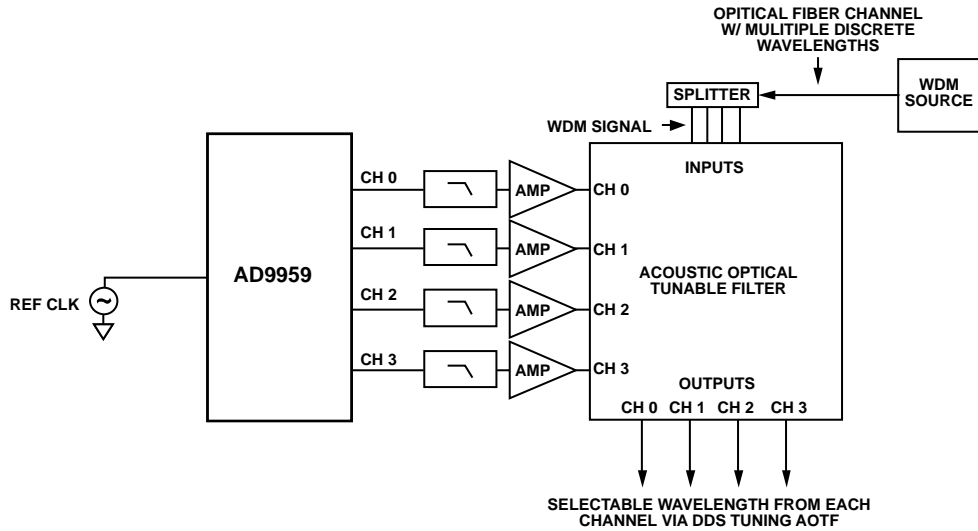 OPITICAL FIBER CHANNEL
W/ MULITIPLE DISCRETE
WAVELENGTHS
WDM
SOURCE
SPLITTER
WDM SIGNAL
INPUTS
CH 0
AMP
CH 0
CH 1
AMP
CH 1
AD9959
ACOUSTIC OPTICAL
TUNABLE FILTER
REF CLK
CH 2
AMP
CH 2
CH 3
AMP
CH 3
OUTPUTS
CH 0 CH 1 CH 2 CH 3
SELECTABLE WAVELENGTH FROM EACH
CHANNEL VIA DDS TUNING AOTF